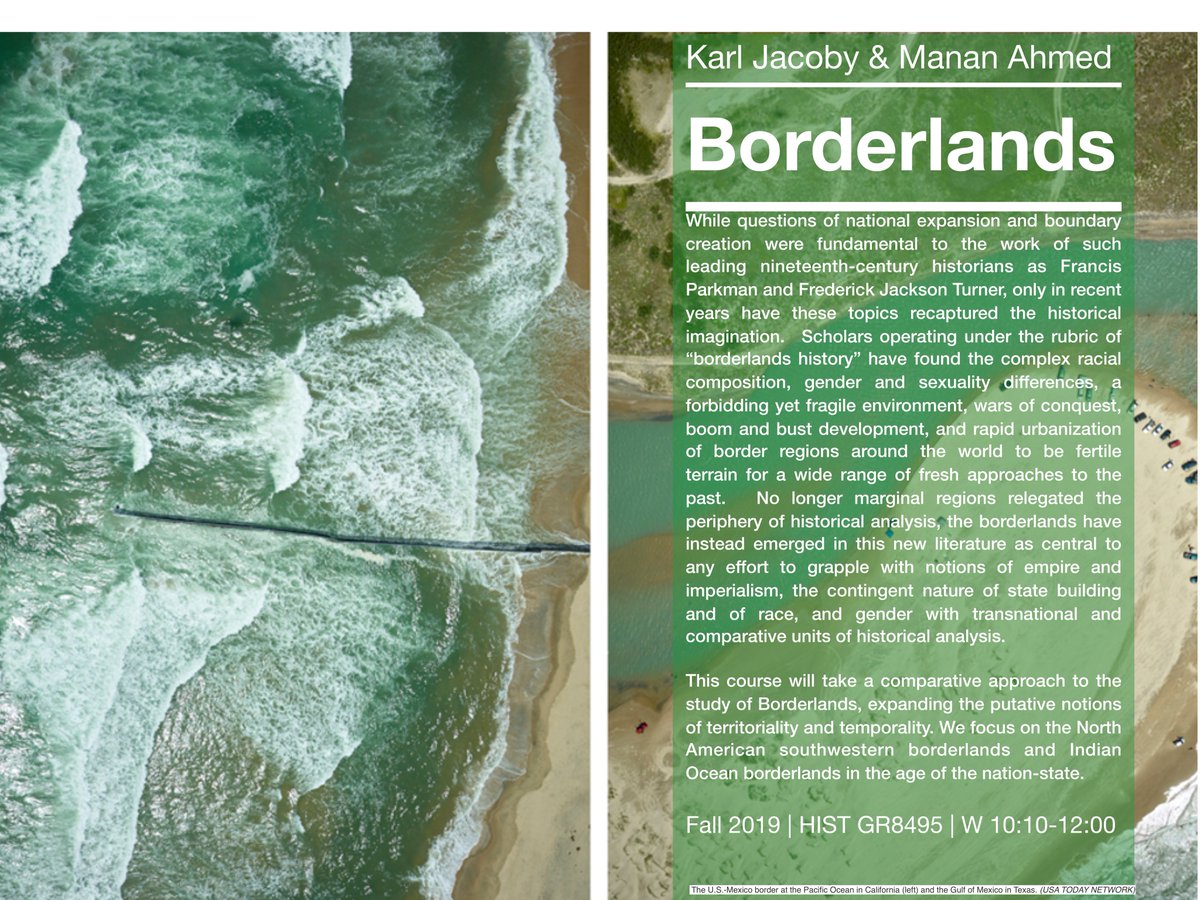 Karl Jacoby & Manan Ahmed
Borderlands
While questions of national expansion and boundary
creation were fundamental to the work of such
leading nineteenth-century historians as Francis
Parkman and Frederick Jackson Turner, only in recent
years have these topics recaptured the historical
imagination. Scholars operating under the rubric of
“borderlands history” have found the complex racial
composition, gender and sexuality differences, a
forbidding yet fragile environment, wars of conquest,
boom and bust development, and rapid urbanization
of border regions around the world to be fertile
terrain for a wide range of fresh approaches to the
past. No longer marginal regions relegated the
periphery of historical analysis, the borderlands have
instead emerged in this new literature as central to
any effort to grapple with notions of empire and
imperialism, the contingent nature of state building
and of race, and gender with transnational and
comparative units of historical analysis.
This course will take a comparative approach to the
study of Borderlands, expanding the putative notions
of territoriality and temporality. We focus on the North
American southwestern borderlands and Indian
Ocean borderlands in the age of the nation-state.
Fall 2019 | HIST GR8495 | W 10:10-12:00
The U.S.-Mexico border at the Pacific Ocean in California (left) and the Gulf of Mexico in Texas. (USA TODAY NETWORK)